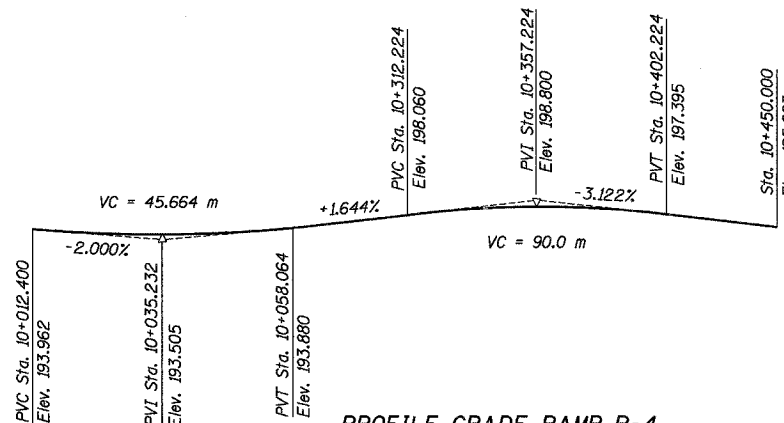 PVC Sta. 10+012.400
Elev. 193.962
VC = 45.664 m
-2.000%
PVI Sta. 10+035.232
Elev. 193.505
PVT Sta. 10+058.064
Elev. 193.880
+1.644%
PVC Sta. 10+312.224
Elev. 198.060
PVI Sta. 10+357.224
Elev. 198.800
-3.122%
VC = 90.0 m
PVT Sta. 10+402.224
Elev. 197.395
Sta. 10+450.000
PROFILE GRADE RAMP